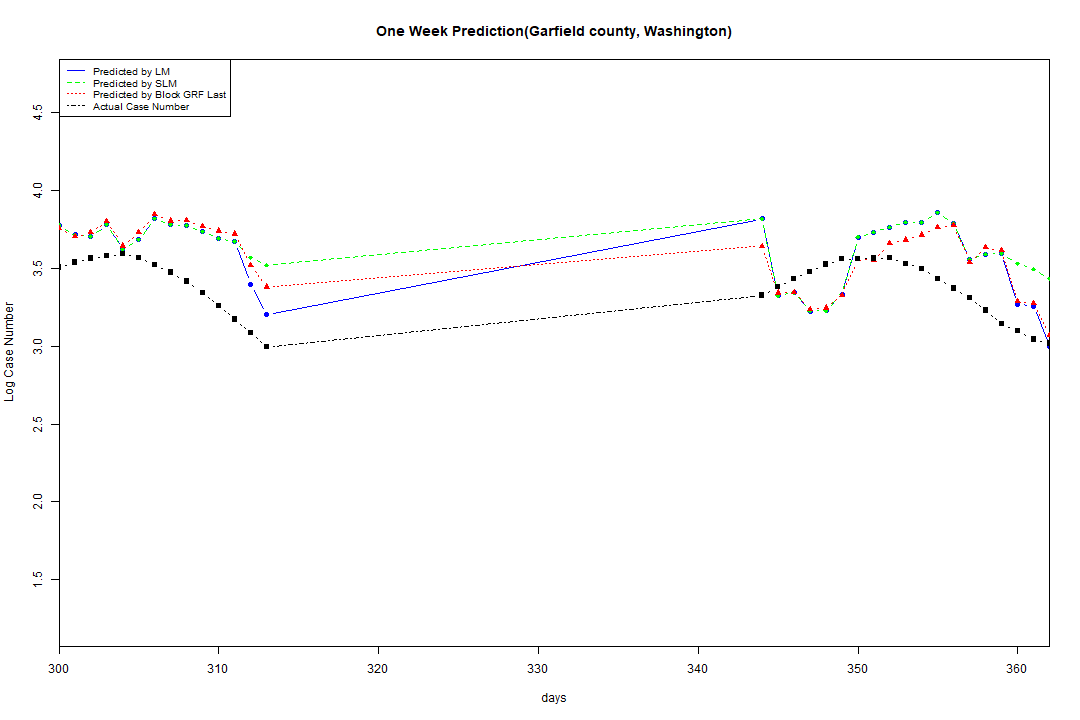 One Week Prediction(Garfield county, Washington)
Predicted by LM
Predicted by SLM
Predicted by Block GRF Last
Actual Case Number
Log Case Number
4.5
4.0
3.5
3.0
2.5
2.0
1.5
300 310 320 330 340 350 360
days